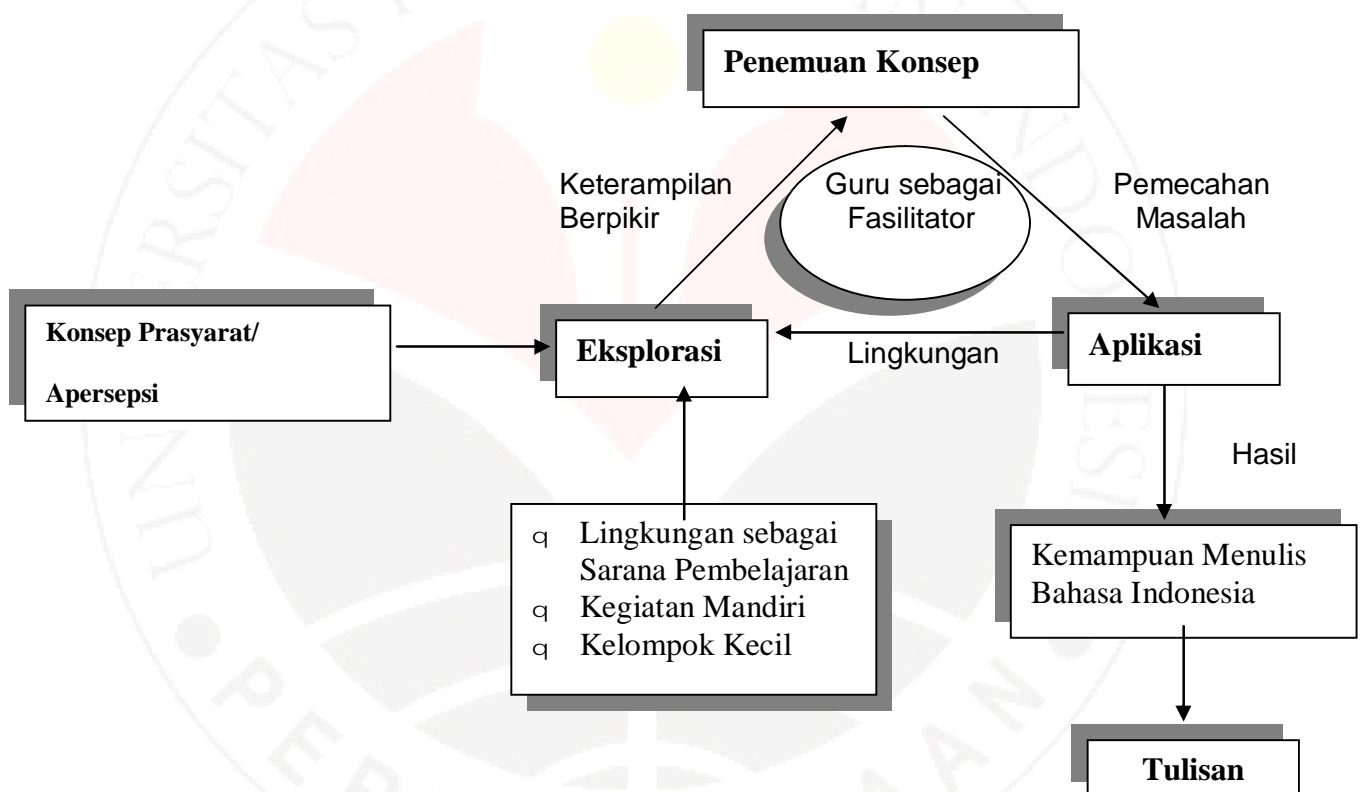 Penemuan Konsep
Keterampilan
Berpikir
Guru sebagai
Fasilitator
Pemecahan
Masalah
Konsep Prasyarat/
Apersepsi
Eksplorasi
Lingkungan
Aplikasi
Hasil
q Lingkungan sebagai
Sarana Pembelajaran
q Kegiatan Mandiri
q Kelompok Kecil
Kemampuan Menulis
Bahasa Indonesia
Tulisan